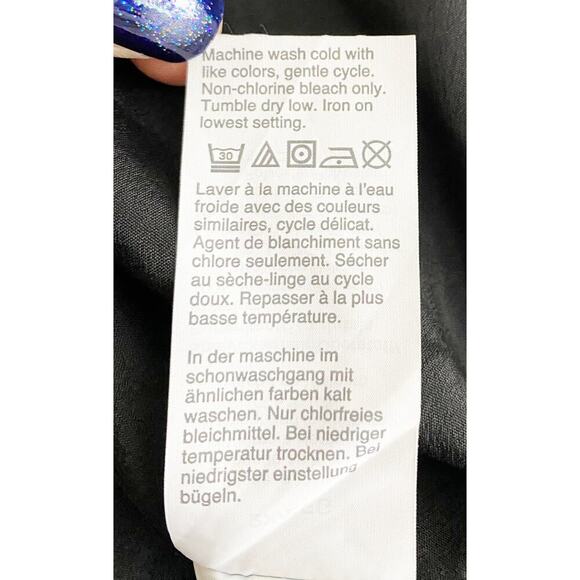 Machine wash cold with
like colors, gentle cycle.
Non-chlorine bleach only.
Tumble dry low. Iron on
lowest setting.
30
Laver à la machine à l'eau
froide avec des couleurs
similaires, cycle délicat.
Agent de blanchiment sans
chlore seulement. Sécher
au sèche-linge au cycle
doux. Repasser à la plus
basse température.
In der maschine im
schonwaschgang mit
ähnlichen farben kalt
waschen. Nur chlorfreies
bleichmittel. Bei niedriger
temperatur trocknen. Bei
niedrigster einstellung
bügeln.